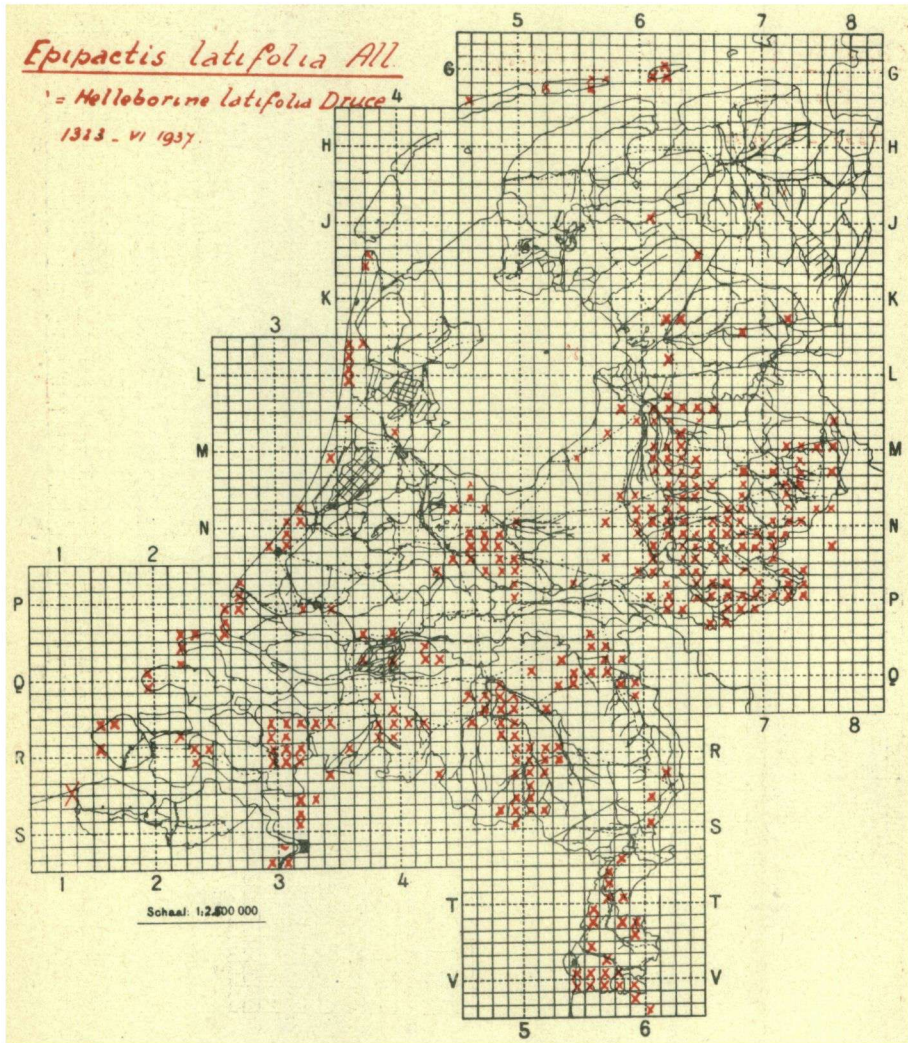 Epipactis latifolia All.
= Helleborine latifolia Druce
1323 - VI 1937.
5 6 7 8
6 G
4
H H
J J
K K
3
L L
M M
N N
1 2
P P
Q Q
7 8
R R
S S
1 2 3 4
Schaal: 1:2.500 000
T T
V V
5 6